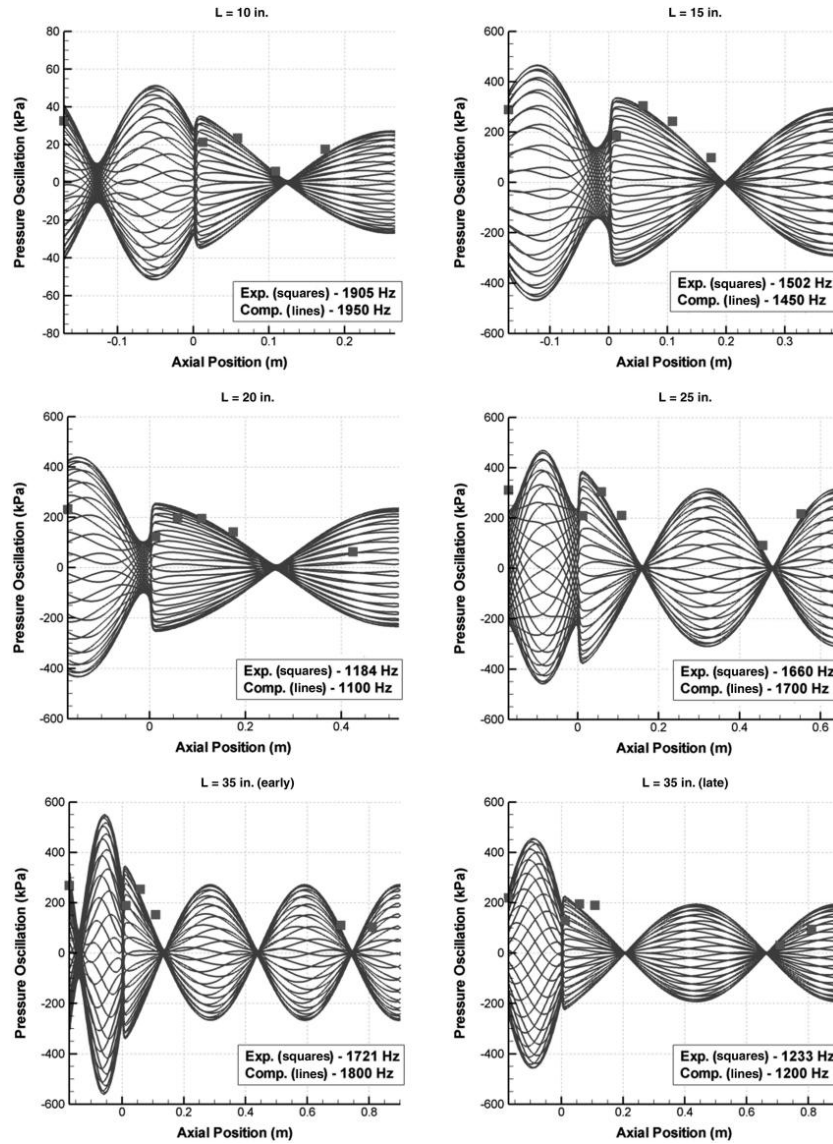 L = 10 in.
Pressure Oscillation (kPa)
80
60
40
20
0
-20
-40
-60
-80
-0.1
0
0.1
0.2
Axial Position (m)
Exp. (squares) - 1905 Hz
Comp. (lines) - 1950 Hz
L = 15 in.
Pressure Oscillation (kPa)
600
400
200
0
-200
-400
-600
-0.1
0
0.1
0.2
0.3
Axial Position (m)
Exp. (squares) - 1502 Hz
Comp. (lines) - 1450 Hz
L = 20 in.
Pressure Oscillation (kPa)
600
400
200
0
-200
-400
-600
0
0.2
0.4
Axial Position (m)
Exp. (squares) - 1184 Hz
Comp. (lines) - 1100 Hz
L = 25 in.
Pressure Oscillation (kPa)
600
400
200
0
-200
-400
-600
0
0.2
0.4
0.6
Axial Position (m)
Exp. (squares) - 1660 Hz
Comp. (lines) - 1700 Hz
L = 35 in. (early)
Pressure Oscillation (kPa)
600
400
200
0
-200
-400
-600
0
0.2
0.4
0.6
0.8
Axial Position (m)
Exp. (squares) - 1721 Hz
Comp. (lines) - 1800 Hz
L = 35 in. (late)
Pressure Oscillation (kPa)
600
400
200
0
-200
-400
-600
0
0.2
0.4
0.6
0.8
Axial Position (m)
Exp. (squares) - 1233 Hz
Comp. (lines) - 1200 Hz